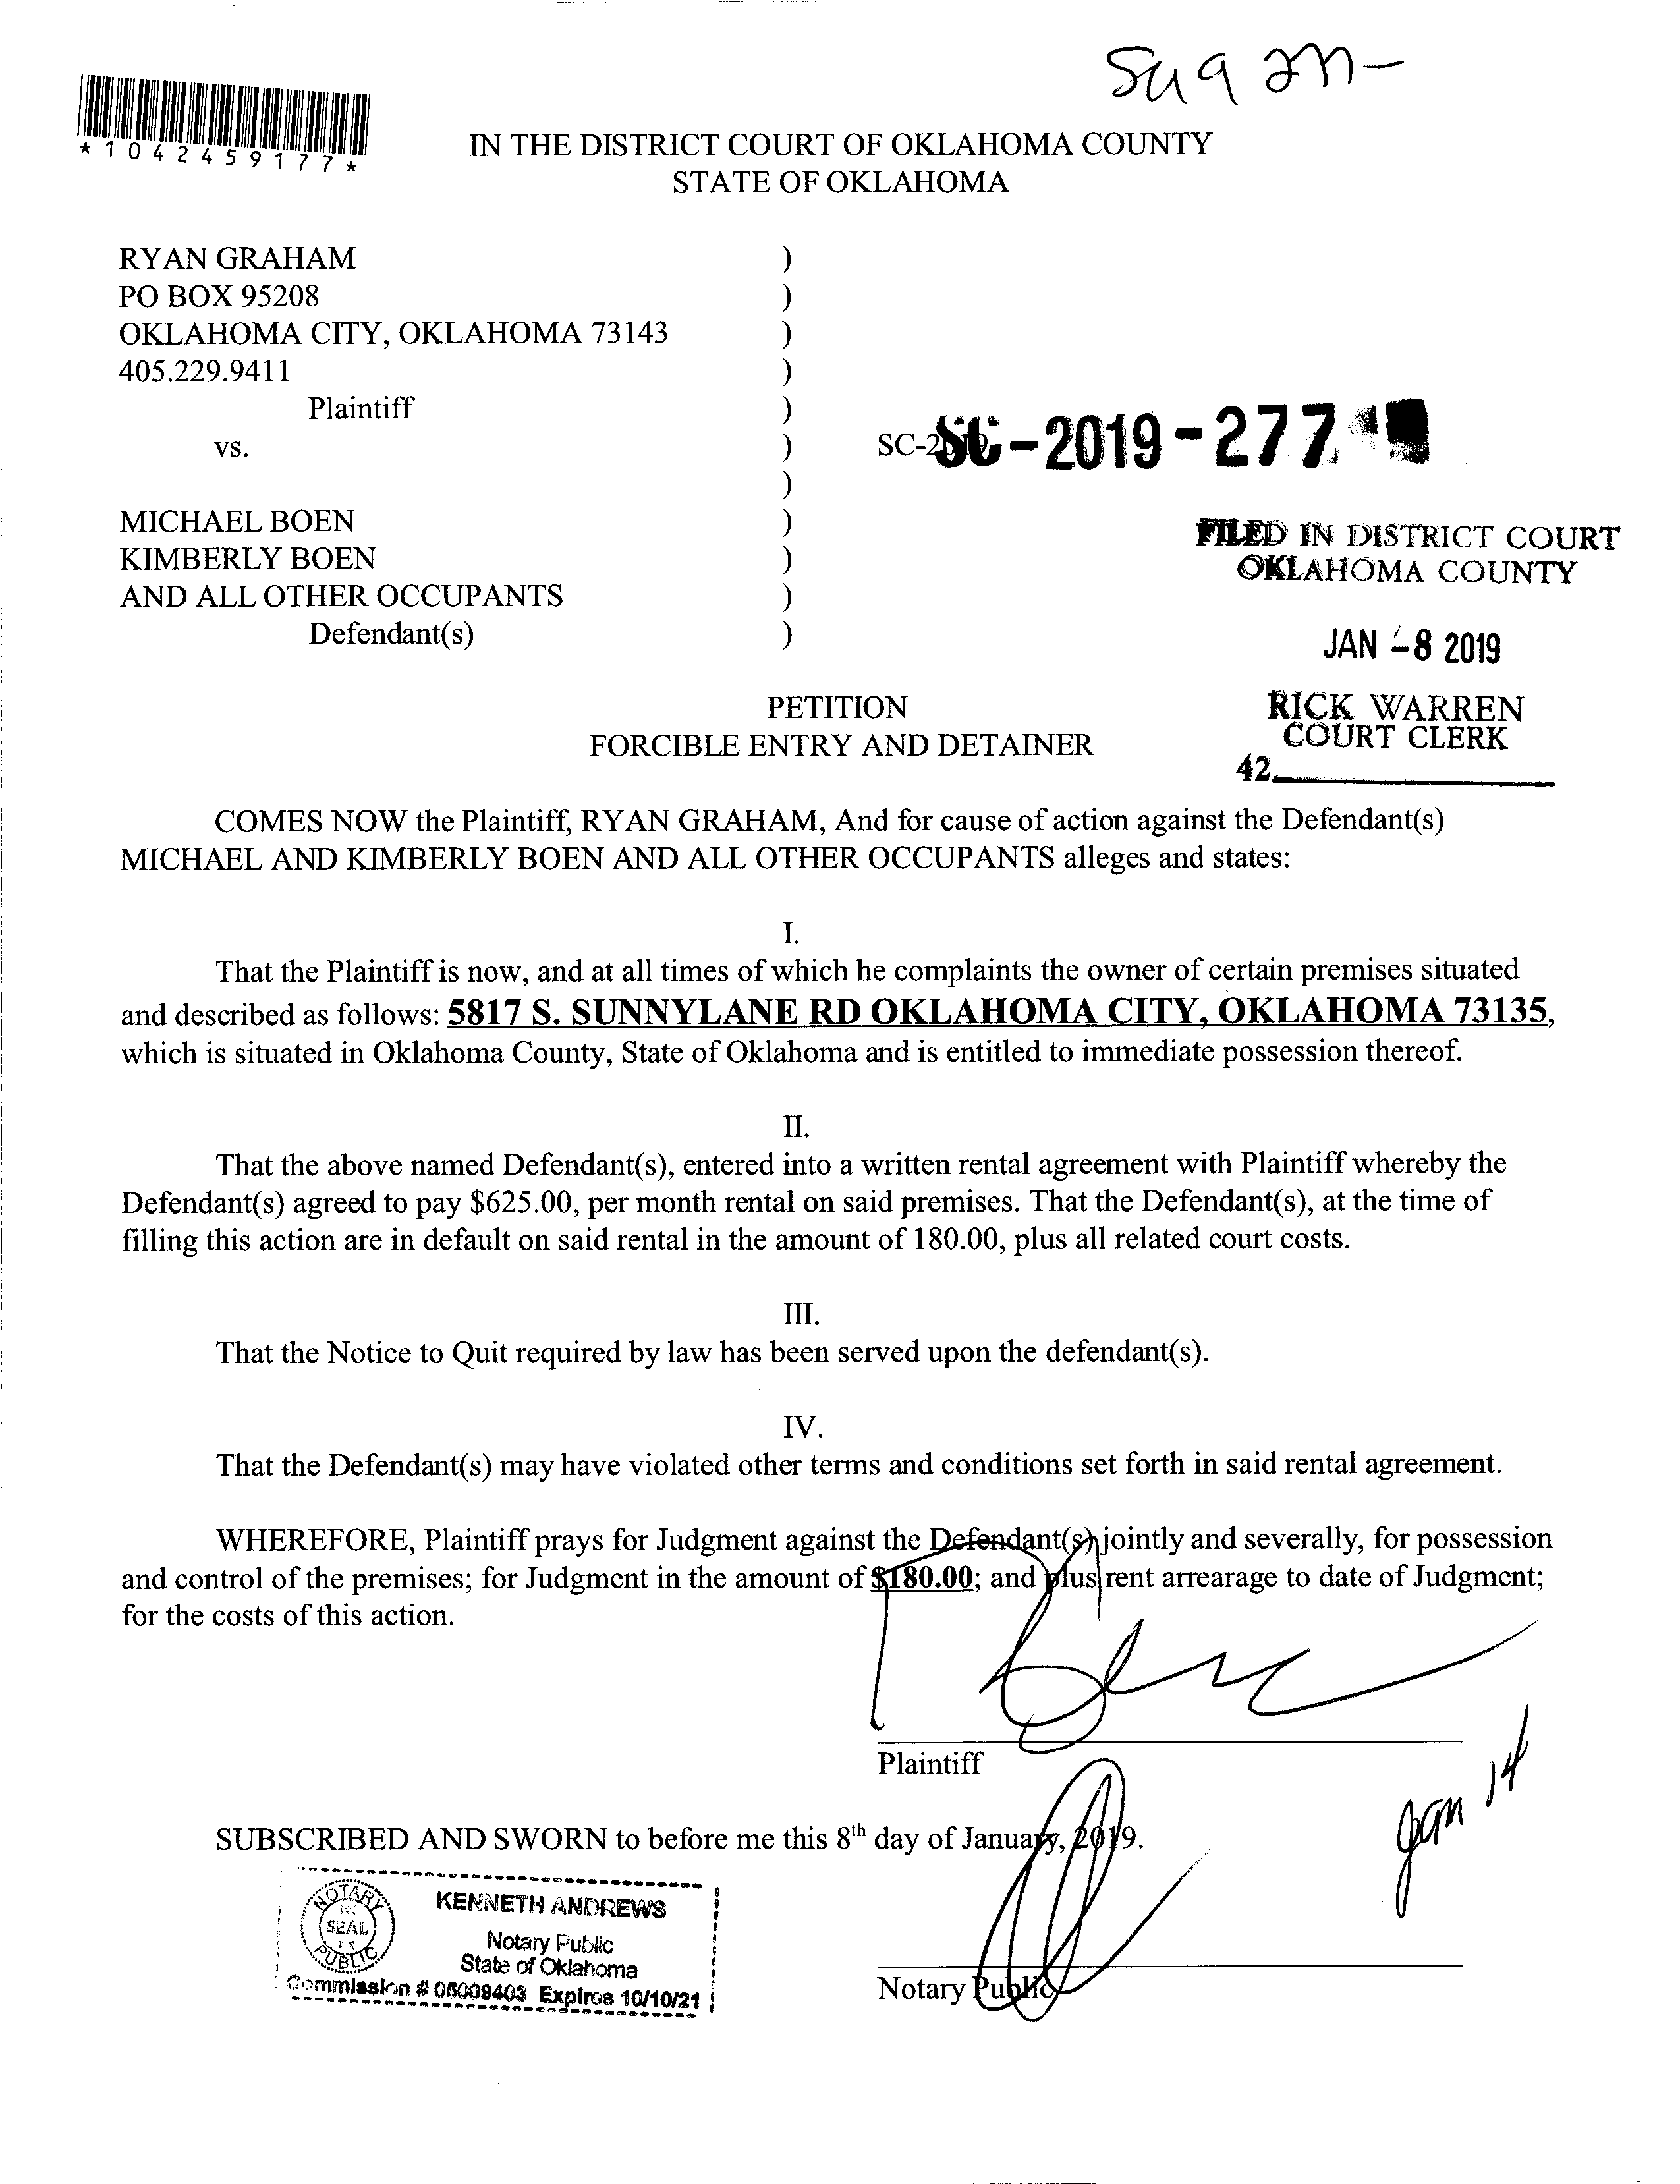 *1042459177*
IN THE DISTRICT COURT OF OKLAHOMA COUNTY
STATE OF OKLAHOMA
RYAN GRAHAM )
PO BOX 95208 )
OKLAHOMA CITY, OKLAHOMA 73143 )
405.229.9411 )
Plaintiff )
vs. ) SC-2019- SC-2019-277
)
MICHAEL BOEN )
KIMBERLY BOEN )
AND ALL OTHER OCCUPANTS )
Defendant(s) )
FILED IN DISTRICT COURT
OKLAHOMA COUNTY
JAN -8 2019
RICK WARREN
COURT CLERK
42
PETITION
FORCIBLE ENTRY AND DETAINER
COMES NOW the Plaintiff, RYAN GRAHAM, And for cause of action against the Defendant(s)
MICHAEL AND KIMBERLY BOEN AND ALL OTHER OCCUPANTS alleges and states:
I.
That the Plaintiff is now, and at all times of which he complaints the owner of certain premises situated
and described as follows: 5817 S. SUNNYLANE RD OKLAHOMA CITY, OKLAHOMA 73135,
which is situated in Oklahoma County, State of Oklahoma and is entitled to immediate possession thereof.
II.
That the above named Defendant(s), entered into a written rental agreement with Plaintiff whereby the
Defendant(s) agreed to pay $625.00, per month rental on said premises. That the Defendant(s), at the time of
filling this action are in default on said rental in the amount of 180.00, plus all related court costs.
III.
That the Notice to Quit required by law has been served upon the defendant(s).
IV.
That the Defendant(s) may have violated other terms and conditions set forth in said rental agreement.
WHEREFORE, Plaintiff prays for Judgment against the Defendant(s) jointly and severally, for possession
and control of the premises; for Judgment in the amount of $180.00; and plus rent arrearage to date of Judgment;
for the costs of this action.
Plaintiff
Jan 14
SUBSCRIBED AND SWORN to before me this 8th day of January, 2019.
NOTARY
SEAL
PUBLIC
KENNETH ANDREWS
Notary Public
State of Oklahoma
Commission # 05009403 Expires 10/10/21
Notary Public